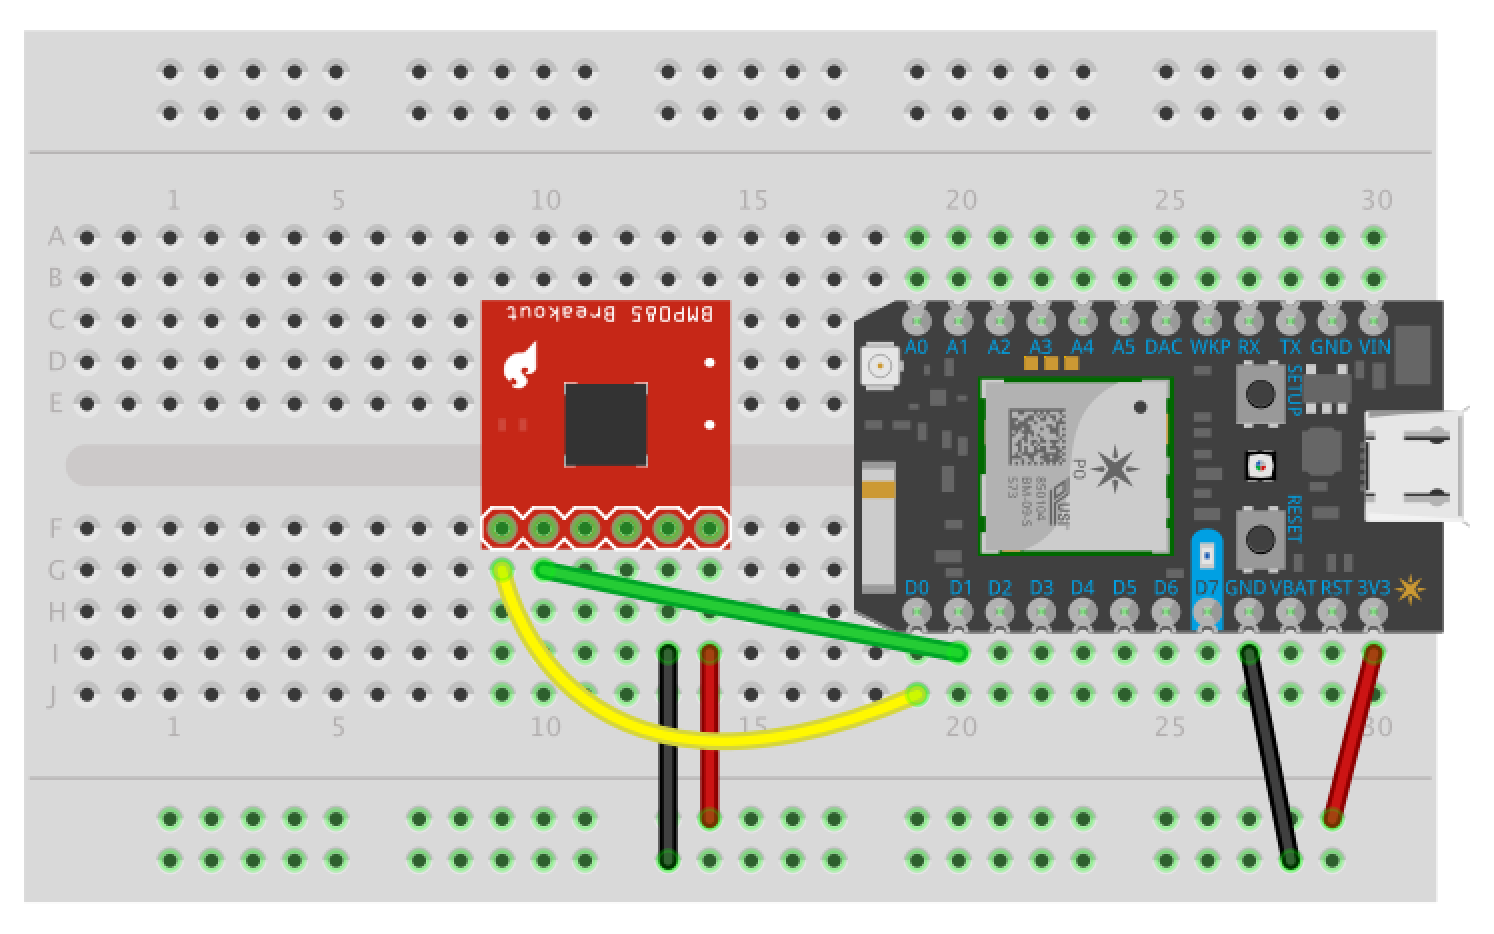 1 5 10 15 20 25 30
A
B
C
D
E
F
G
H
I
J
BMP085 Breakout
A0 A1 A2 A3 A4 A5 DAC WKP RX TX GND VIN
SETUP
P0
USI
850104
BM-09-S
573
RESET
D0 D1 D2 D3 D4 D5 D6 D7 GND VBAT RST 3V3
1 5 10 15 20 25 30